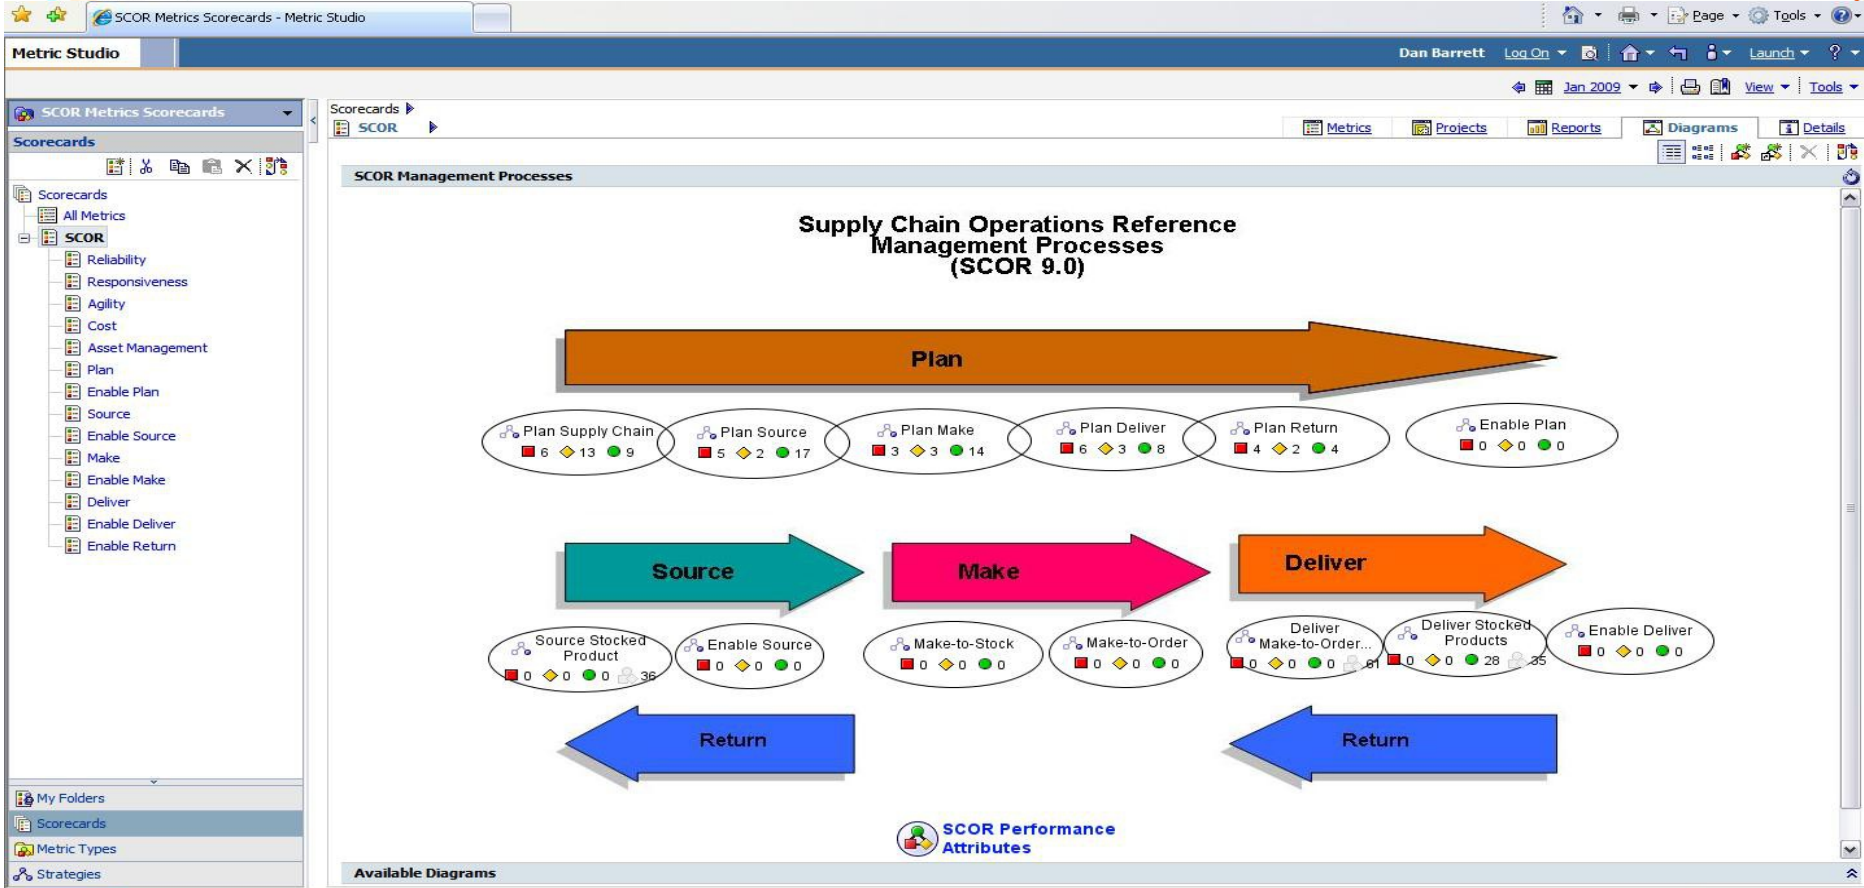 SCOR Metrics Scorecards - Metric Studio
Page
Tools
Metric Studio
Dan Barrett Log On Launch ?
Jan 2009 View Tools
SCOR Metrics Scorecards
Scorecards
Scorecards
All Metrics
SCOR
Reliability
Responsiveness
Agility
Cost
Asset Management
Plan
Enable Plan
Source
Enable Source
Make
Enable Make
Deliver
Enable Deliver
Enable Return
My Folders
Scorecards
Metric Types
Strategies
Scorecards
SCOR
Metrics Projects Reports Diagrams Details
SCOR Management Processes
Supply Chain Operations Reference
Management Processes
(SCOR 9.0)
Plan
Plan Supply Chain
6 13 9
Plan Source
5 2 17
Plan Make
3 3 14
Plan Deliver
6 3 8
Plan Return
4 2 4
Enable Plan
0 0 0
Source
Make
Deliver
Source Stocked
Product
0 0 0 36
Enable Source
0 0 0
Make-to-Stock
0 0 0
Make-to-Order
0 0 0
Deliver
Make-to-Order...
0 0 0 61
Deliver Stocked
Products
0 0 28 35
Enable Deliver
0 0 0
Return
Return
SCOR Performance
Attributes
Available Diagrams